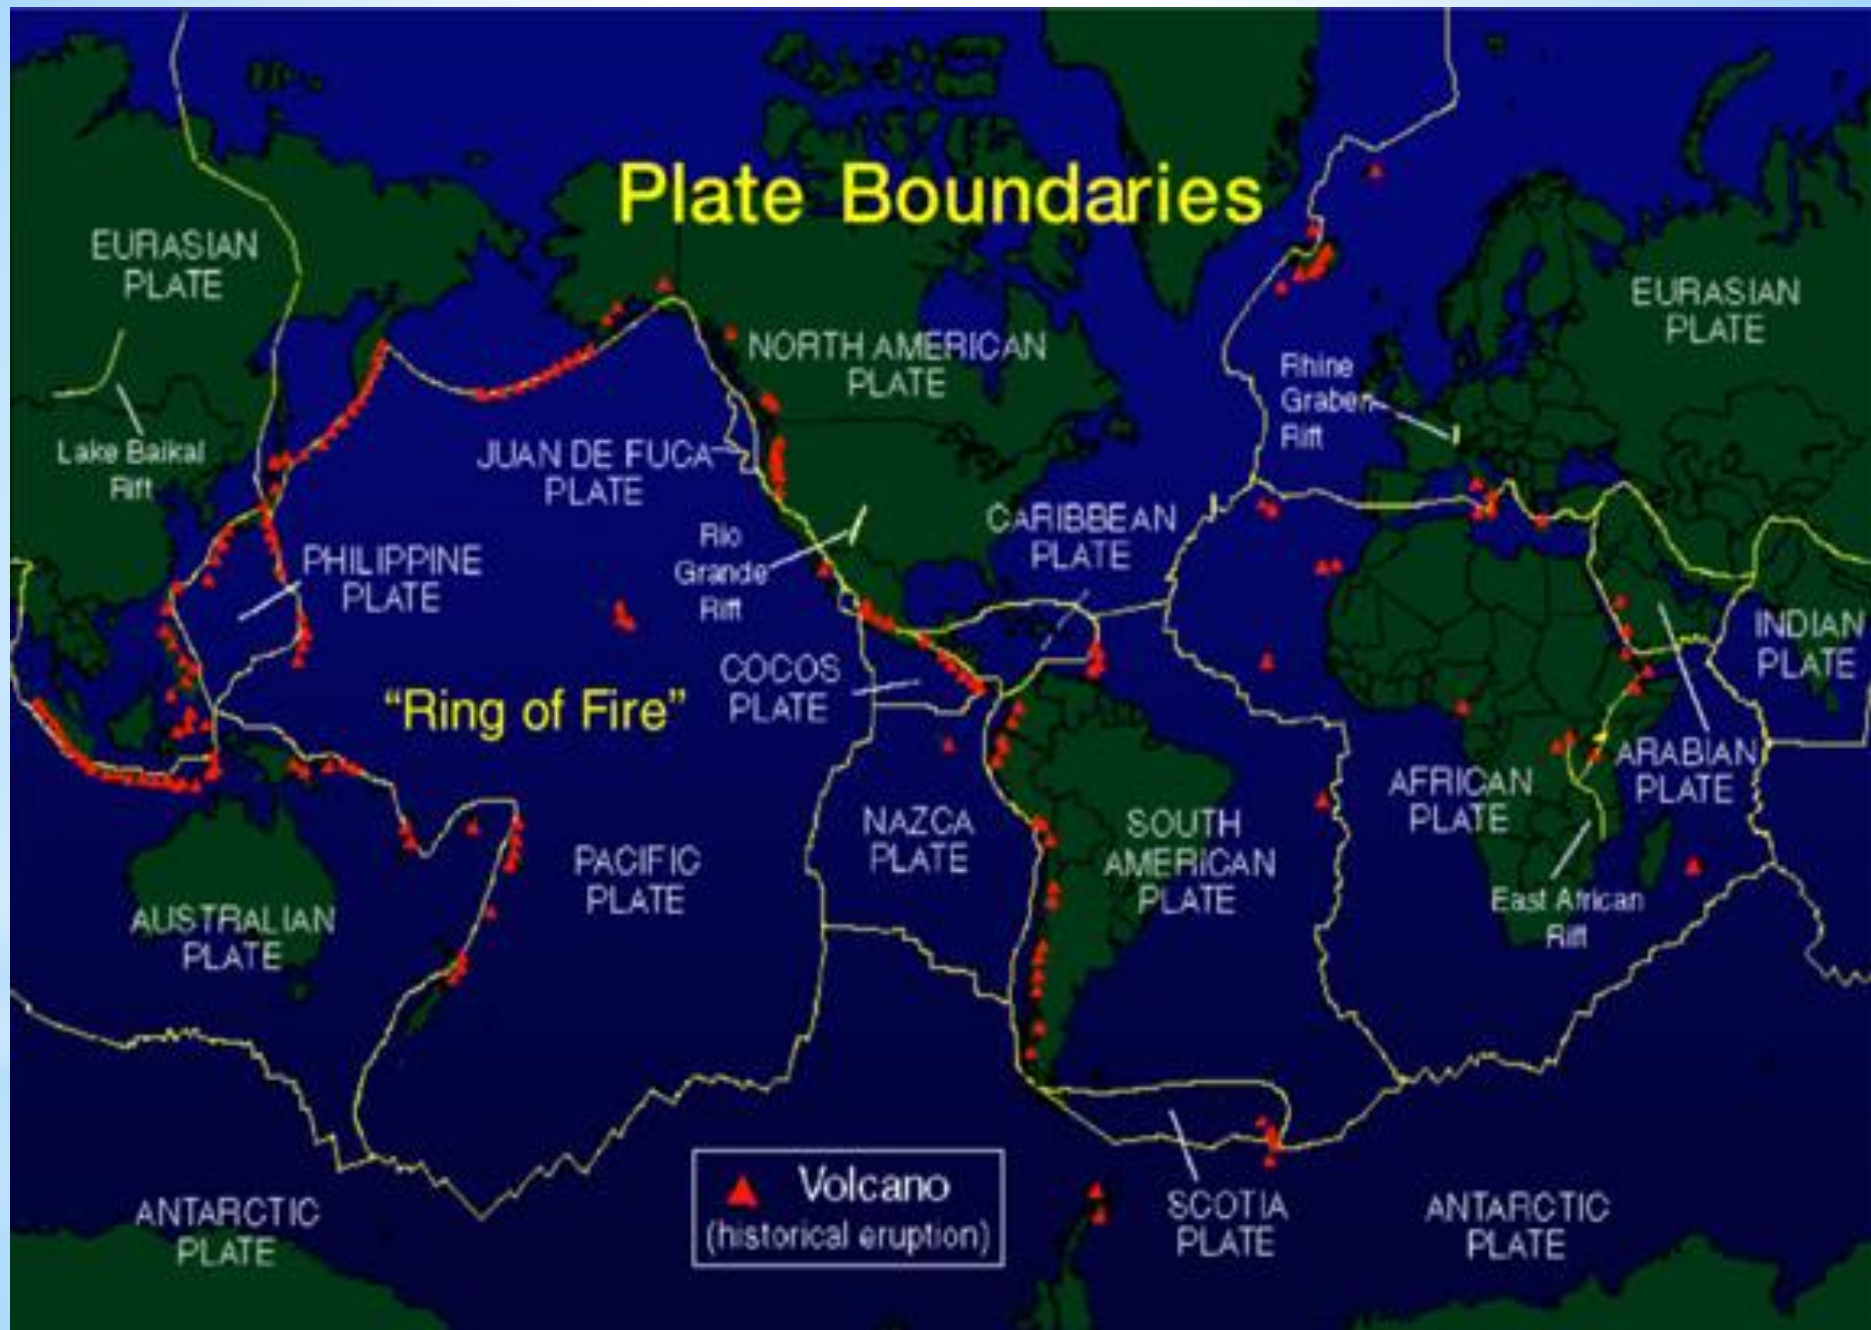 Plate Boundaries
EURASIAN
PLATE
EURASIAN
PLATE
NORTH AMERICAN
PLATE
Rhine
Graben
Rift
Lake Baikal
Rift
JUAN DE FUCA
PLATE
CARIBBEAN
PLATE
Rio
Grande
Rift
PHILIPPINE
PLATE
INDIAN
PLATE
COCOS
PLATE
"Ring of Fire"
ARABIAN
PLATE
AFRICAN
PLATE
NAZCA
PLATE
SOUTH
AMERICAN
PLATE
PACIFIC
PLATE
East African
Rift
AUSTRALIAN
PLATE
Volcano
(historical eruption)
ANTARCTIC
PLATE
SCOTIA
PLATE
ANTARCTIC
PLATE